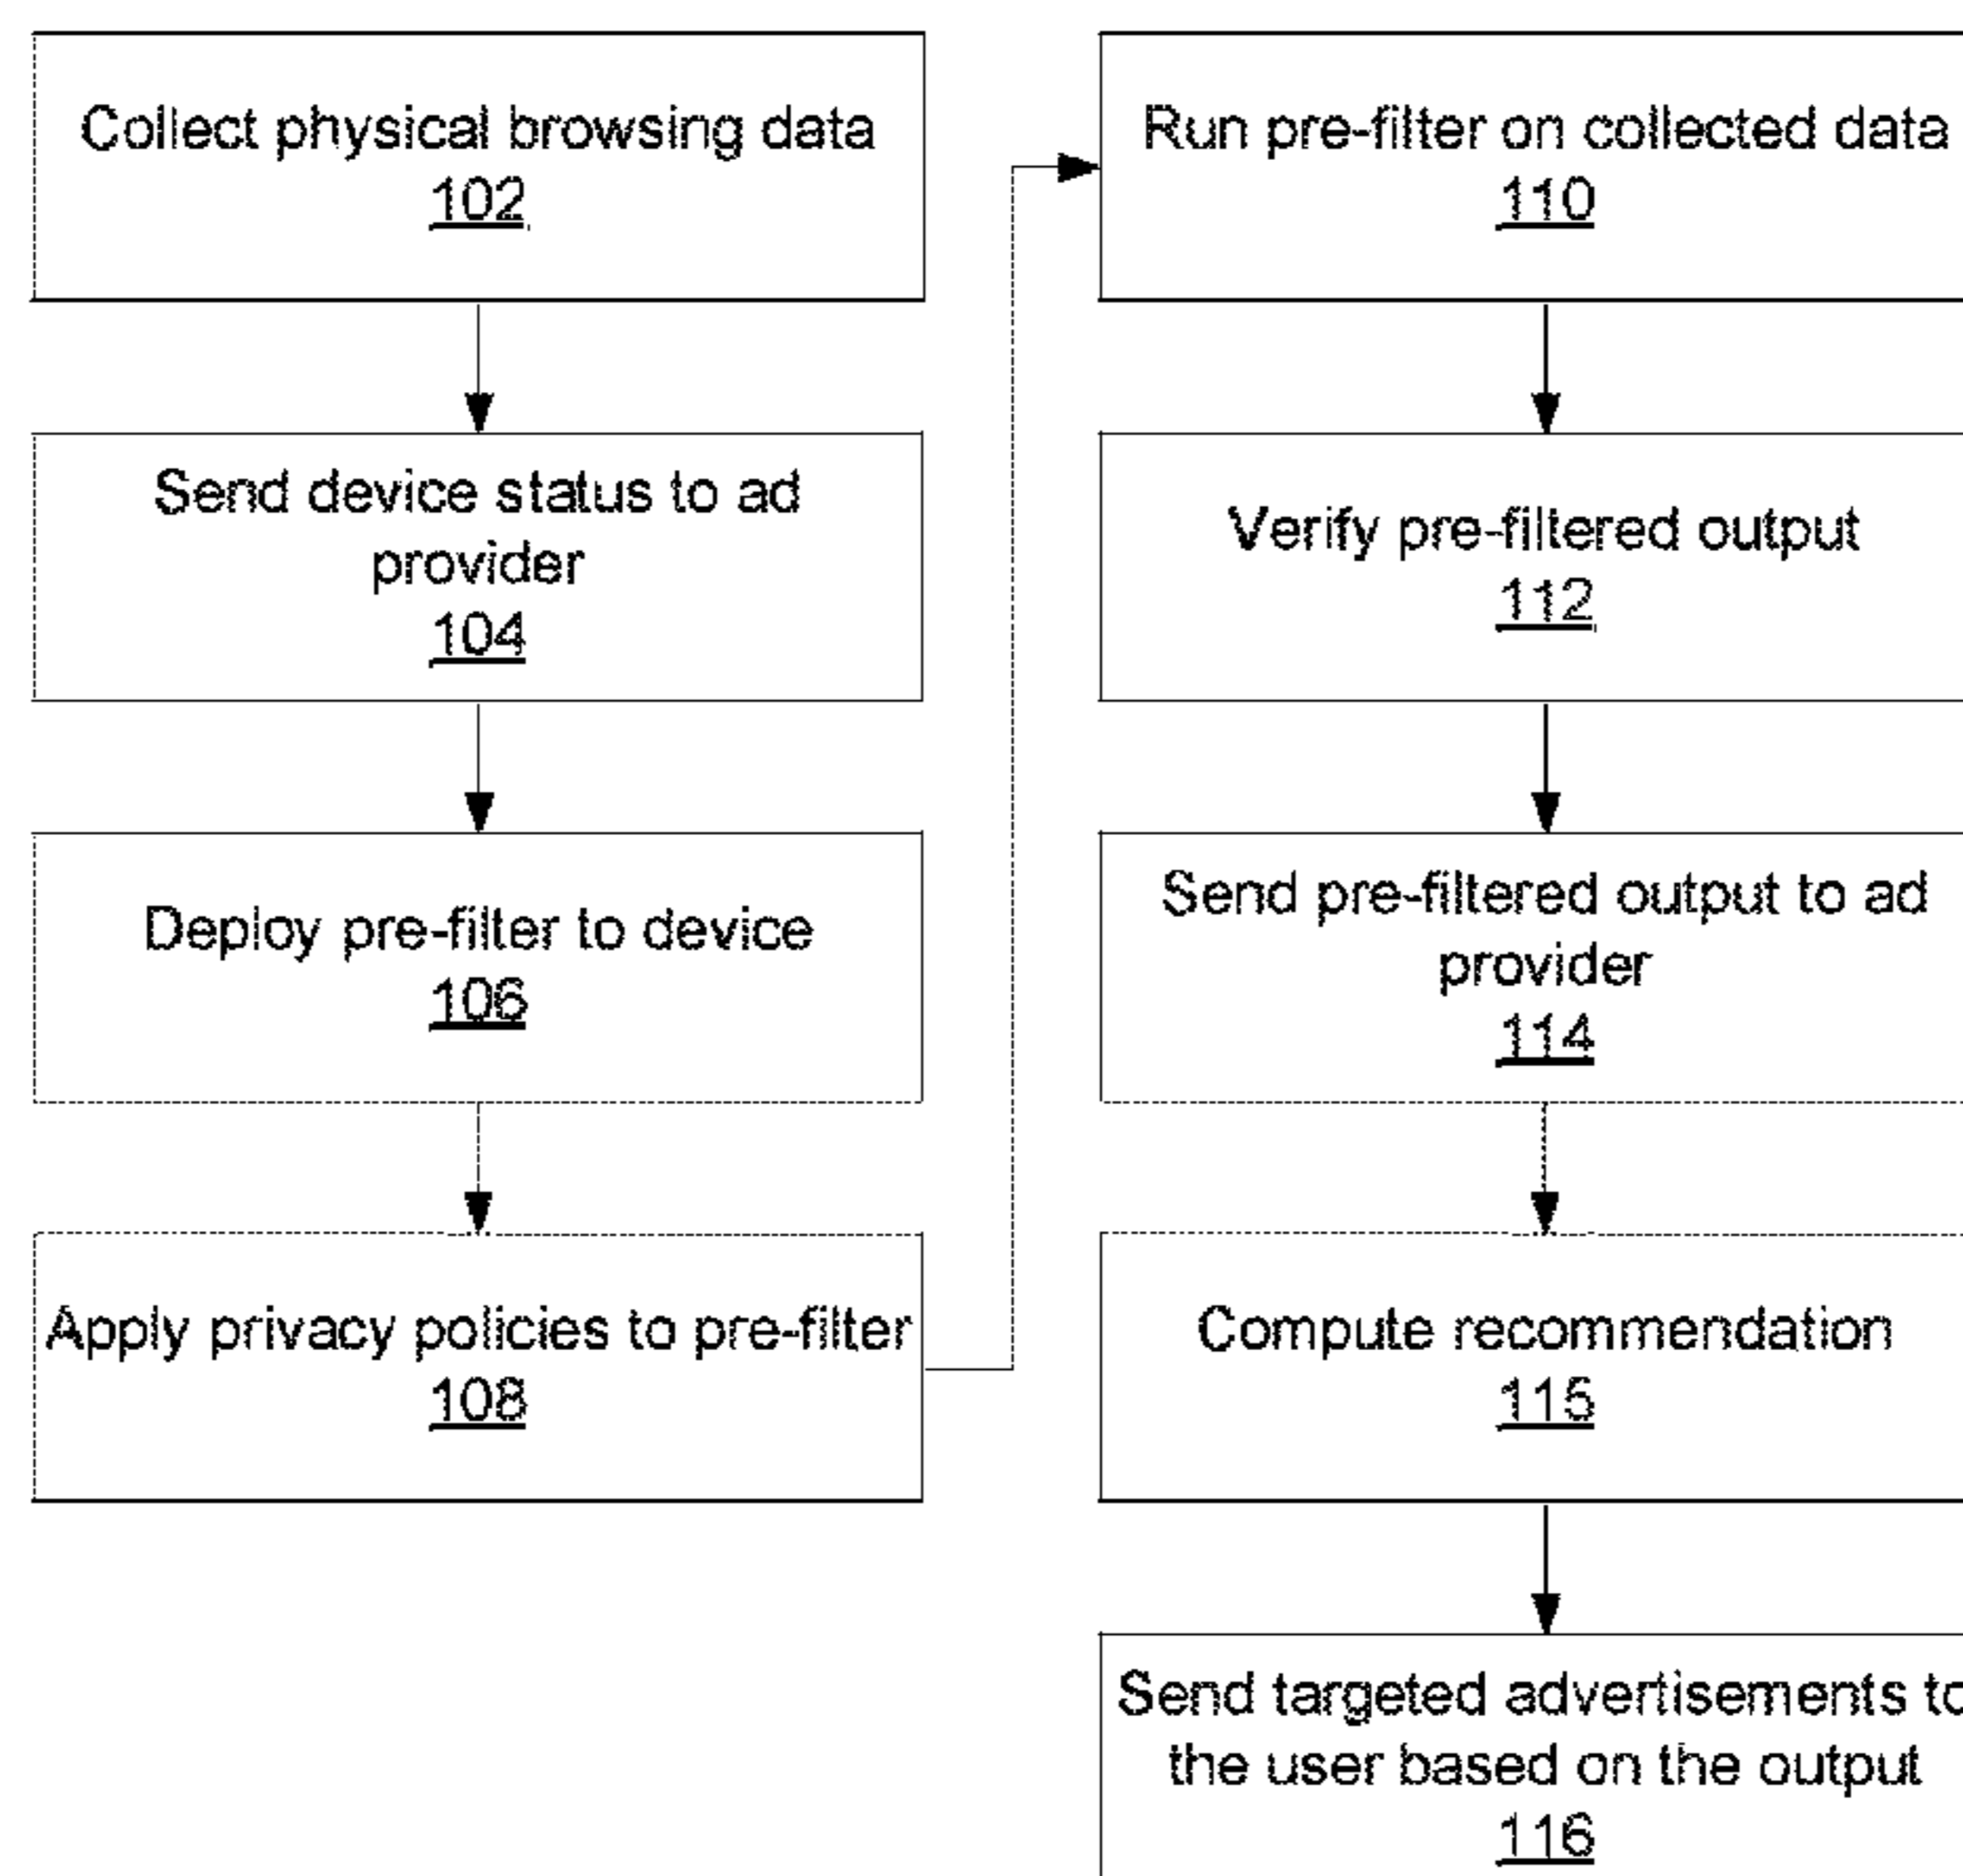 Collect physical browsing data
102
Send device status to ad
provider
104
Deploy pre-filter to device
106
Apply privacy policies to pre-filter
108
Run pre-filter on collected data
110
Verify pre-filtered output
112
Send pre-filtered output to ad
provider
114
Compute recommendation
115
Send targeted advertisements to
the user based on the output
116